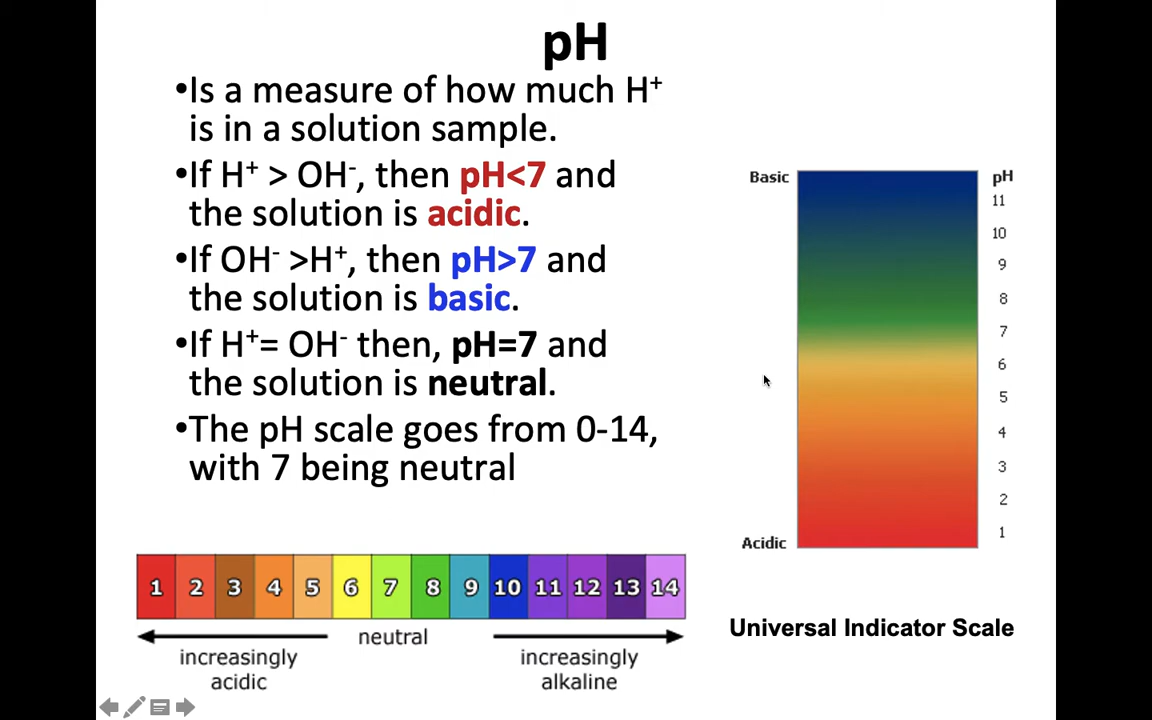 pH
•Is a measure of how much H⁺
is in a solution sample.
•If H⁺ > OH⁻, then pH<7 and
the solution is acidic.
•If OH⁻ >H⁺, then pH>7 and
the solution is basic.
•If H⁺= OH⁻ then, pH=7 and
the solution is neutral.
•The pH scale goes from 0-14,
with 7 being neutral
1 2 3 4 5 6 7 8 9 10 11 12 13 14
neutral
increasingly
acidic
increasingly
alkaline
Basic
pH
11
10
9
8
7
6
5
4
3
2
1
Acidic
Universal Indicator Scale